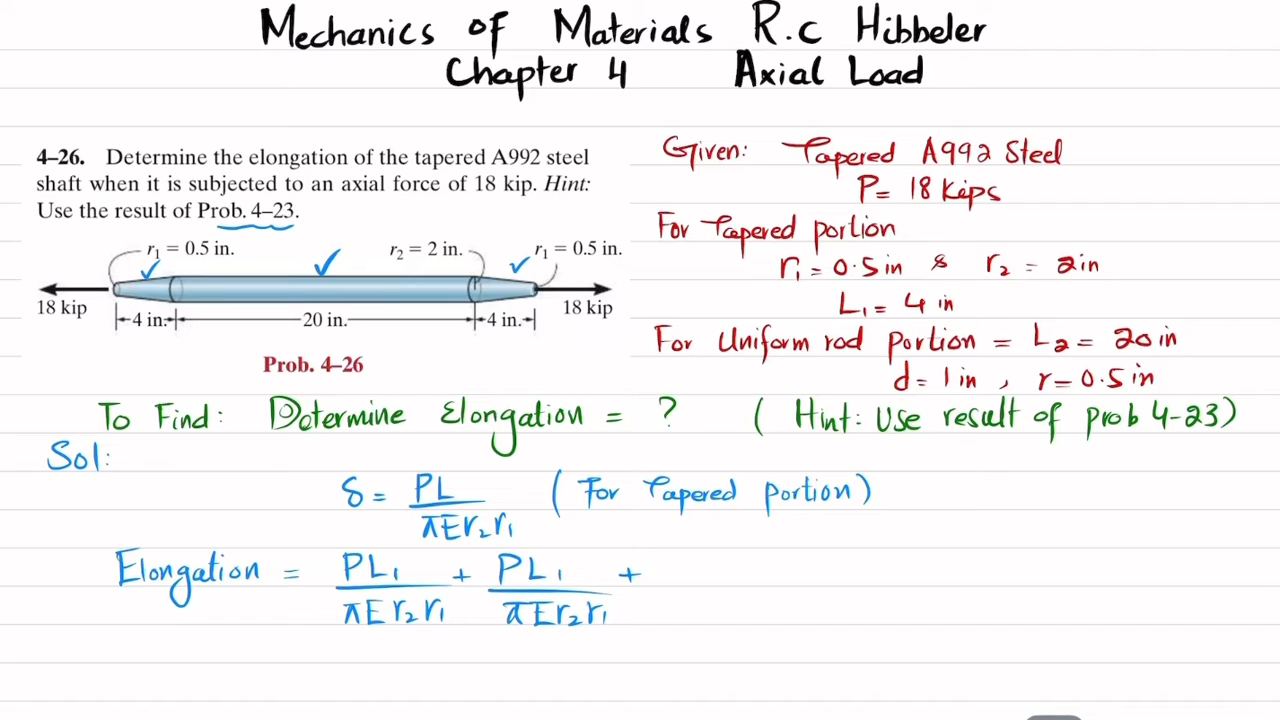 Mechanics of Materials R.c Hibbeler
Chapter 4 Axial Load
4–26. Determine the elongation of the tapered A992 steel
shaft when it is subjected to an axial force of 18 kip. Hint:
Use the result of Prob. 4–23.
r₁ = 0.5 in. r₂ = 2 in. r₁ = 0.5 in.
18 kip 18 kip
4 in. 20 in. 4 in.
Prob. 4–26
Given: Tapered A992 Steel
P = 18 Kips
For Tapered portion
r₁ = 0.5 in & r₂ = 2 in
L₁ = 4 in
For Uniform rod portion = L₂ = 20 in
d = 1 in , r = 0.5 in
To Find: Determine Elongation = ? (Hint: Use result of prob 4-23)
Sol:
δ = PL / πEr₂r₁ (For Tapered portion)
Elongation = PL₁ / πEr₂r₁ + PL₁ / πEr₂r₁ +